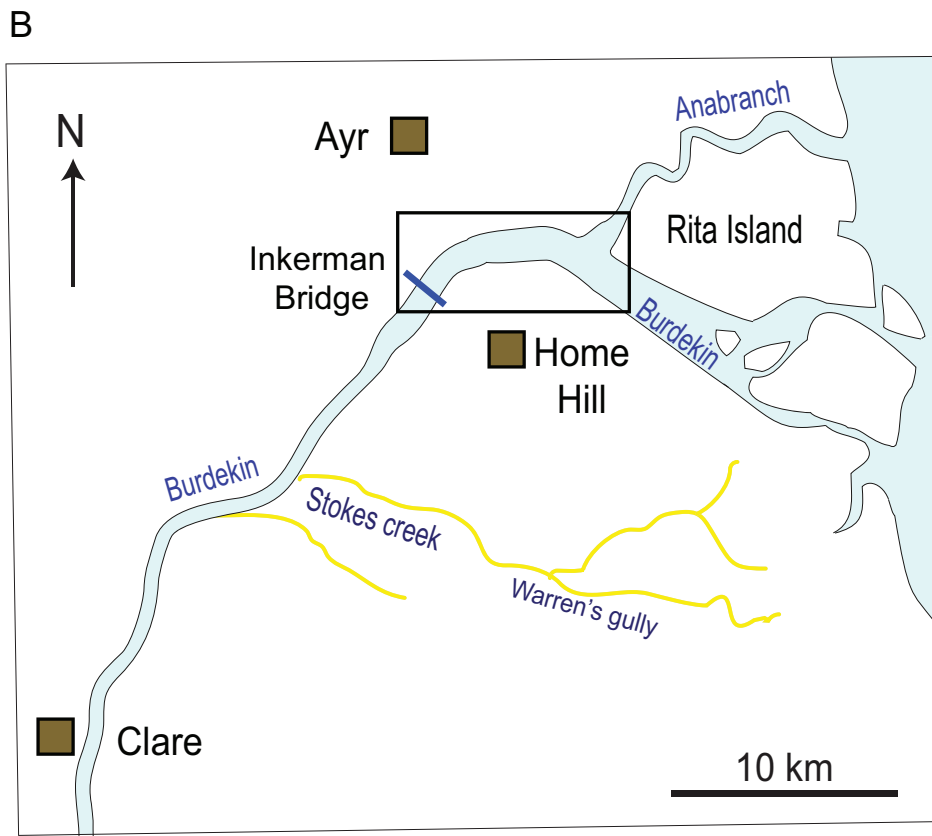 B
N
Ayr
Anabranch
Rita Island
Inkerman
Bridge
Burdekin
Home
Hill
Burdekin
Stokes creek
Warren's gully
Clare
10 km